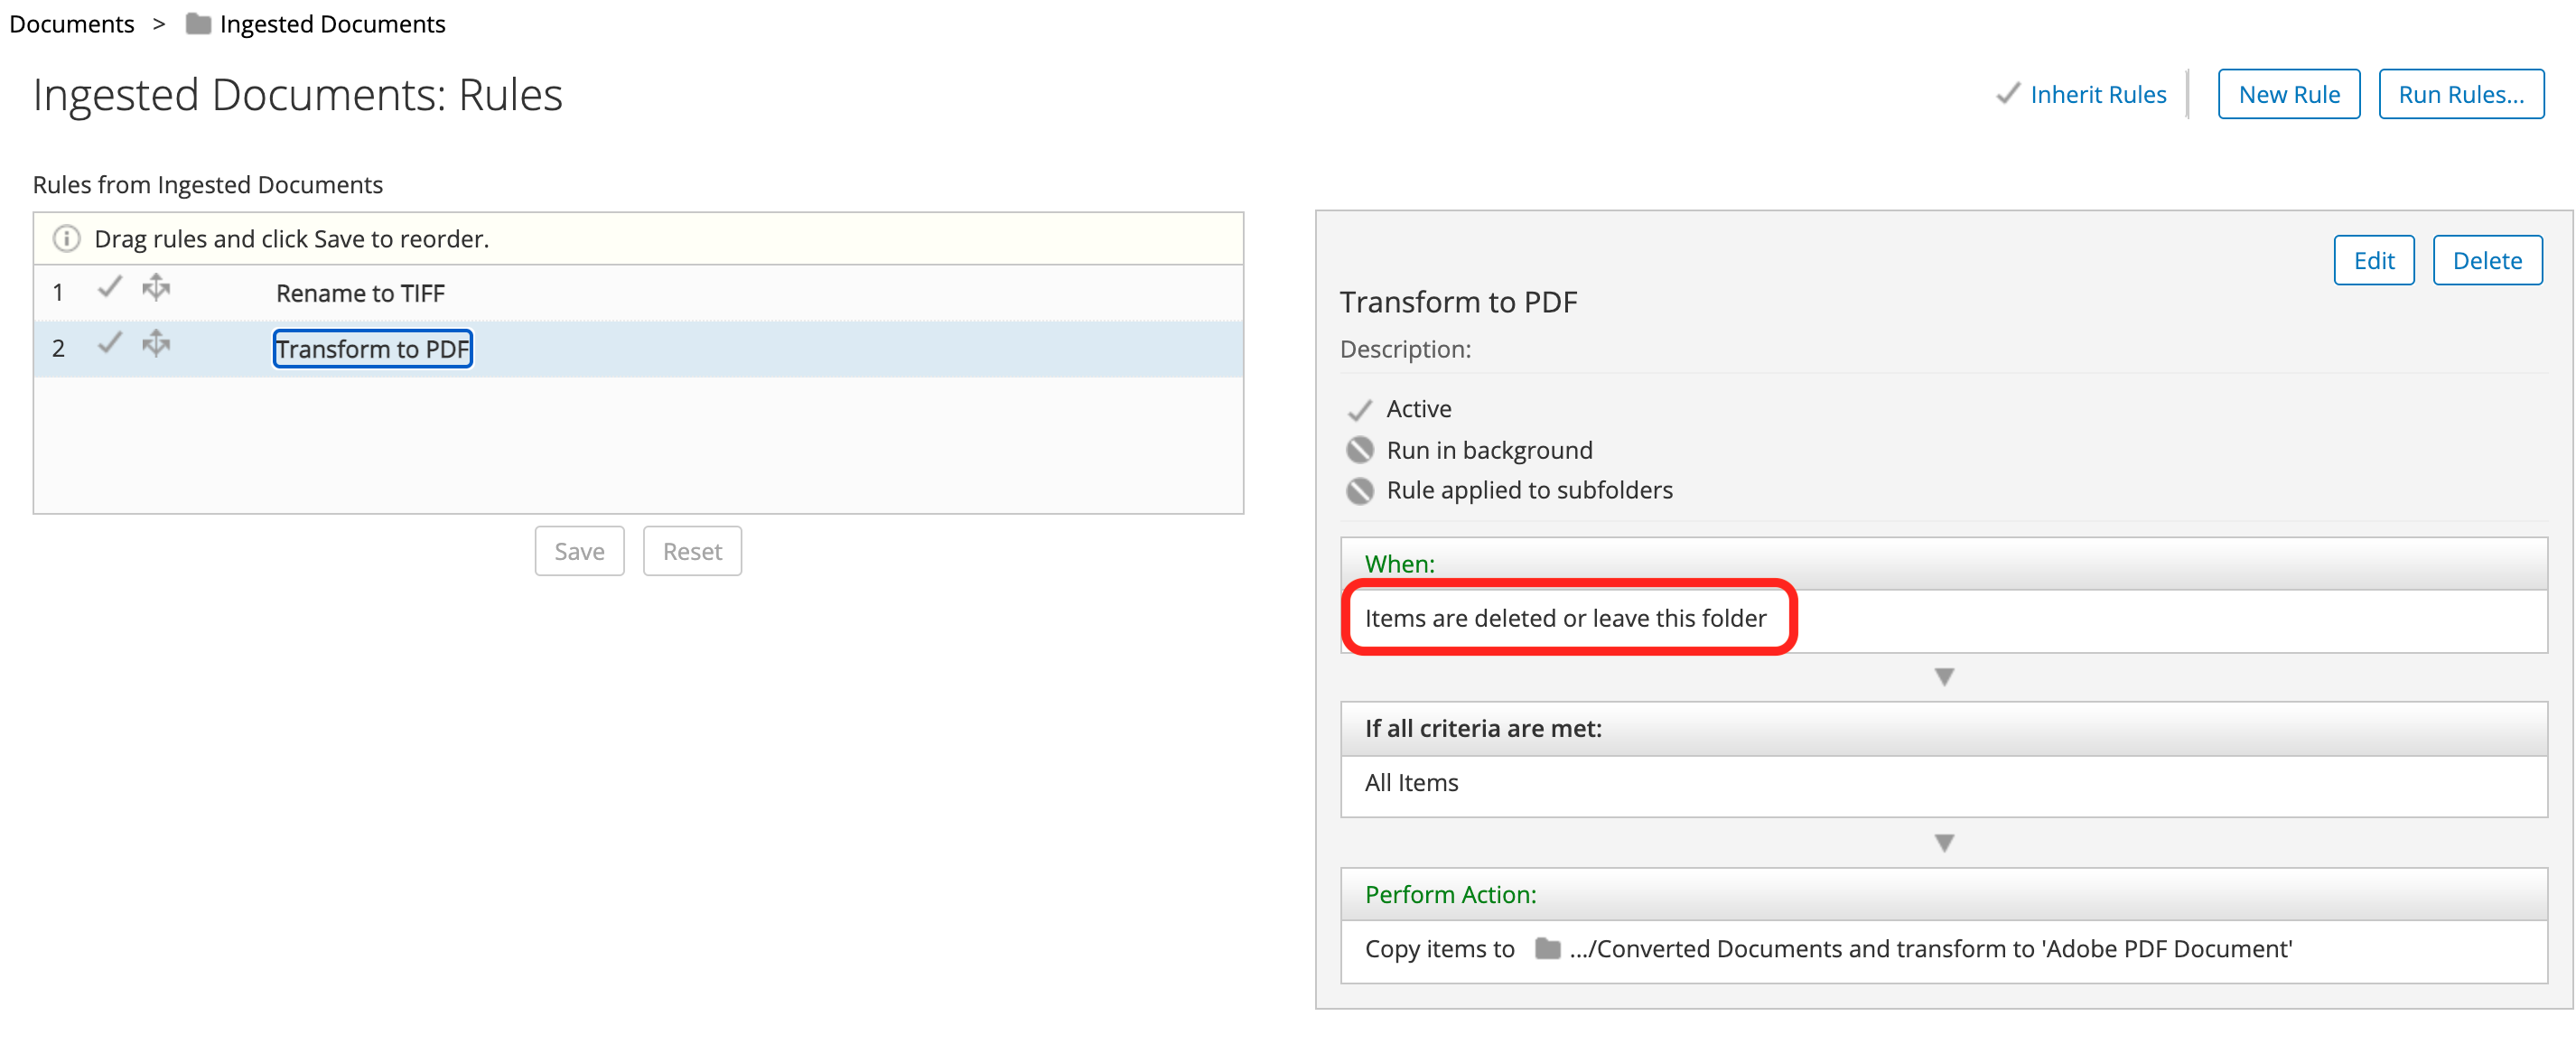 Documents > Ingested Documents
Ingested Documents: Rules
Inherit Rules
New Rule
Run Rules...
Rules from Ingested Documents
Drag rules and click Save to reorder.
1 Rename to TIFF
2 Transform to PDF
Save
Reset
Edit
Delete
Transform to PDF
Description:
Active
Run in background
Rule applied to subfolders
When:
Items are deleted or leave this folder
If all criteria are met:
All Items
Perform Action:
Copy items to .../Converted Documents and transform to 'Adobe PDF Document'